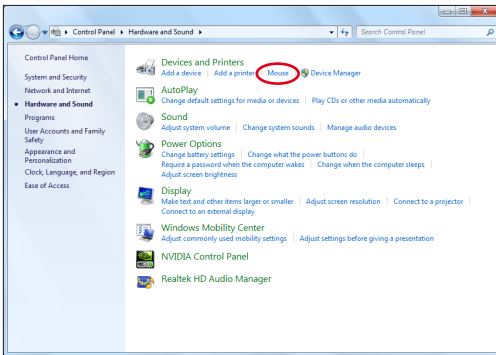 Control Panel ▸ Hardware and Sound ▸
Search Control Panel
Control Panel Home
System and Security
Network and Internet
Hardware and Sound
Programs
User Accounts and Family
Safety
Appearance and
Personalization
Clock, Language, and Region
Ease of Access
Devices and Printers
Add a device | Add a printer | Mouse | Device Manager
AutoPlay
Change default settings for media or devices | Play CDs or other media automatically
Sound
Adjust system volume | Change system sounds | Manage audio devices
Power Options
Change battery settings | Change what the power buttons do |
Require a password when the computer wakes | Change when the computer sleeps |
Adjust screen brightness
Display
Make text and other items larger or smaller | Adjust screen resolution | Connect to a projector |
Connect to an external display
Windows Mobility Center
Adjust commonly used mobility settings | Adjust settings before giving a presentation
NVIDIA Control Panel
Realtek HD Audio Manager